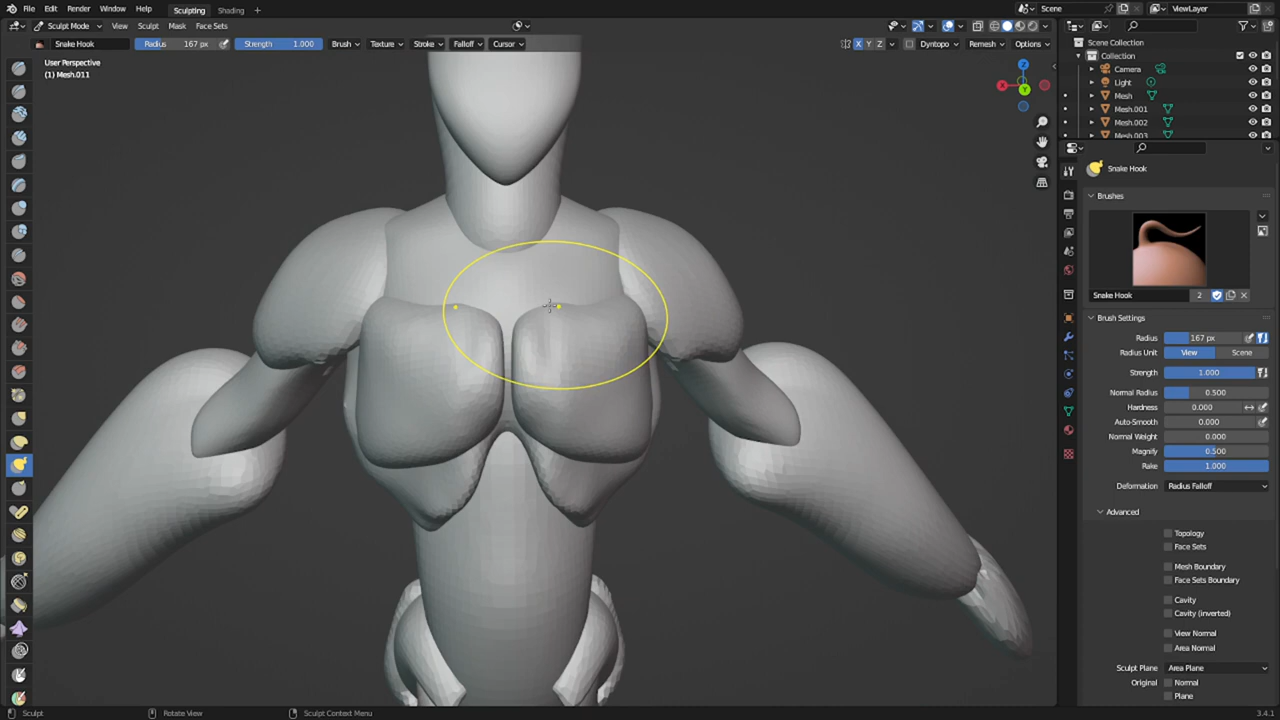 File Edit Render Window Help Sculpting Shading + Scene ViewLayer
Sculpt Mode View Sculpt Mask Face Sets
Snake Hook Radius 167 px Strength 1.000 Brush Texture Stroke Falloff Cursor X Y Z Dyntopo Remesh Options
User Perspective
(1) Mesh.011
Z
X
Y
Scene Collection
Collection
Camera
Light
Mesh
Mesh.001
Mesh.002
Mesh.003
Snake Hook
Brushes
Snake Hook 2
Brush Settings
Radius 167 px
Radius Unit View Scene
Strength 1.000
Normal Radius 0.500
Hardness 0.000
Auto-Smooth 0.000
Normal Weight 0.000
Magnify 0.500
Rake 1.000
Deformation Radius Falloff
Advanced
Topology
Face Sets
Mesh Boundary
Face Sets Boundary
Cavity
Cavity (inverted)
View Normal
Area Normal
Sculpt Plane Area Plane
Original Normal
Plane
Sculpt Rotate View Sculpt Context Menu 3.4.1